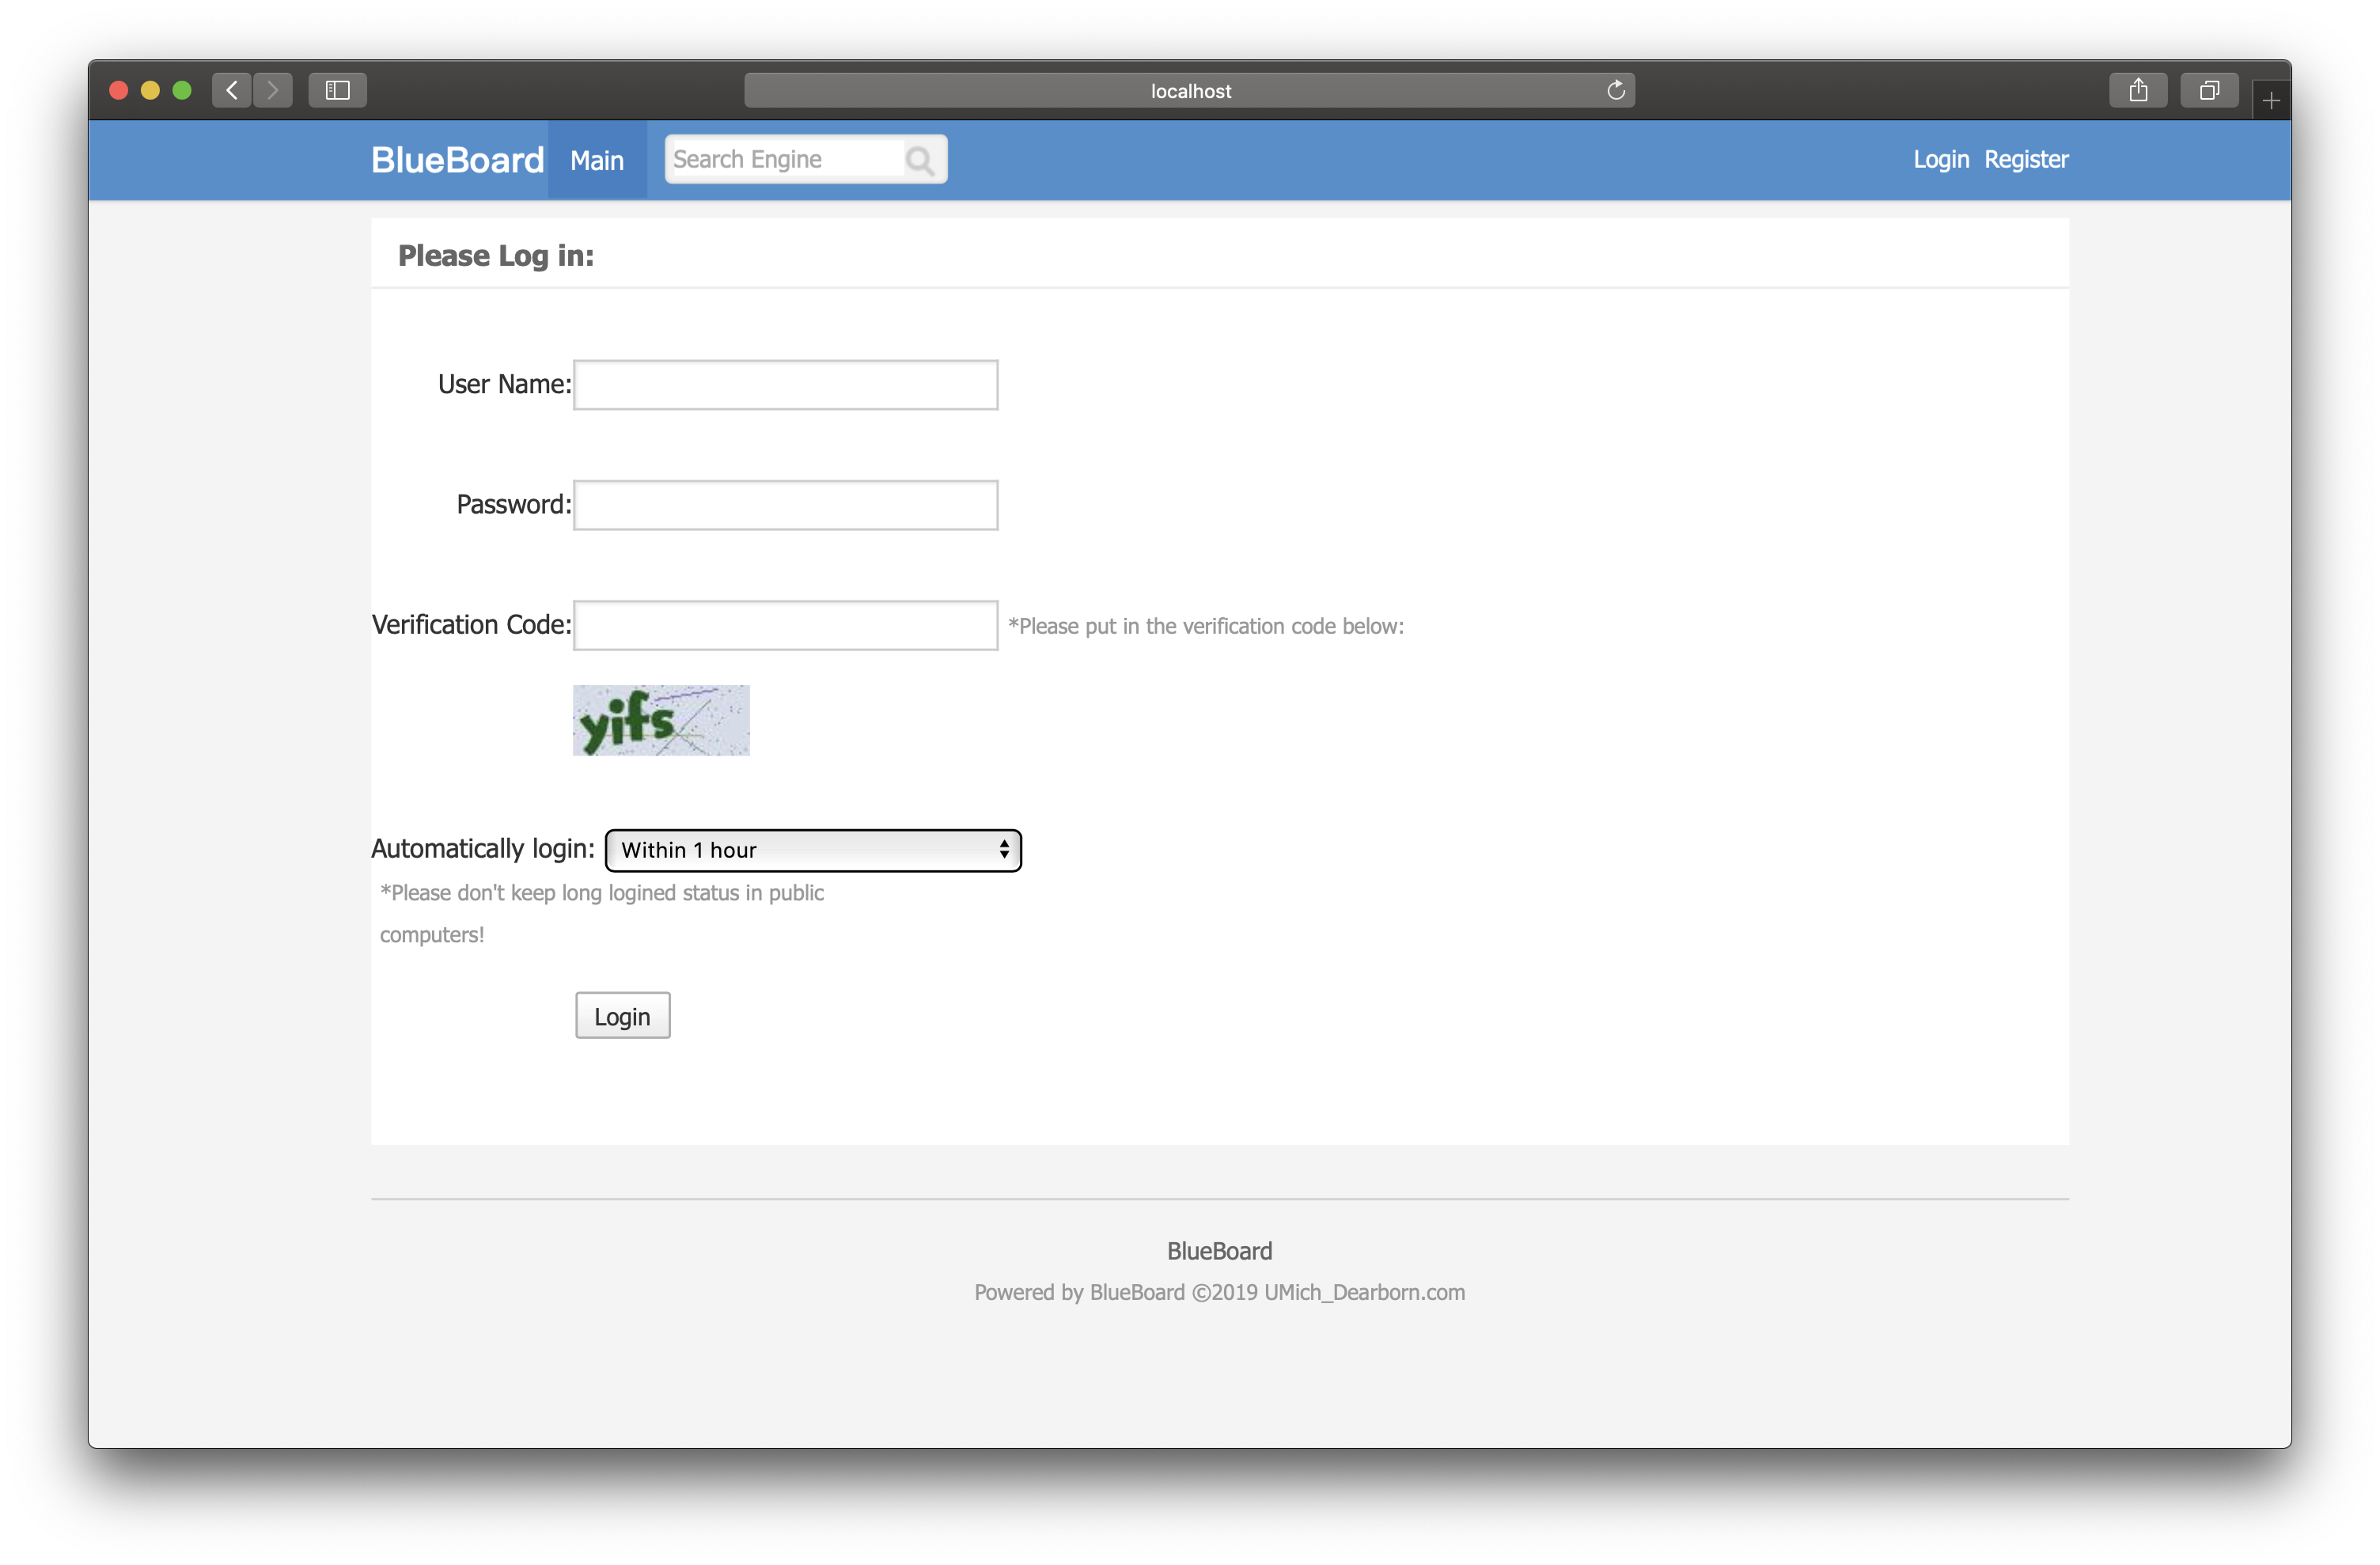 localhost
BlueBoard Main Search Engine Login Register
Please Log in:
User Name:
Password:
Verification Code: *Please put in the verification code below:
yifs
Automatically login: Within 1 hour
*Please don't keep long logined status in public
computers!
Login
BlueBoard
Powered by BlueBoard ©2019 UMich_Dearborn.com